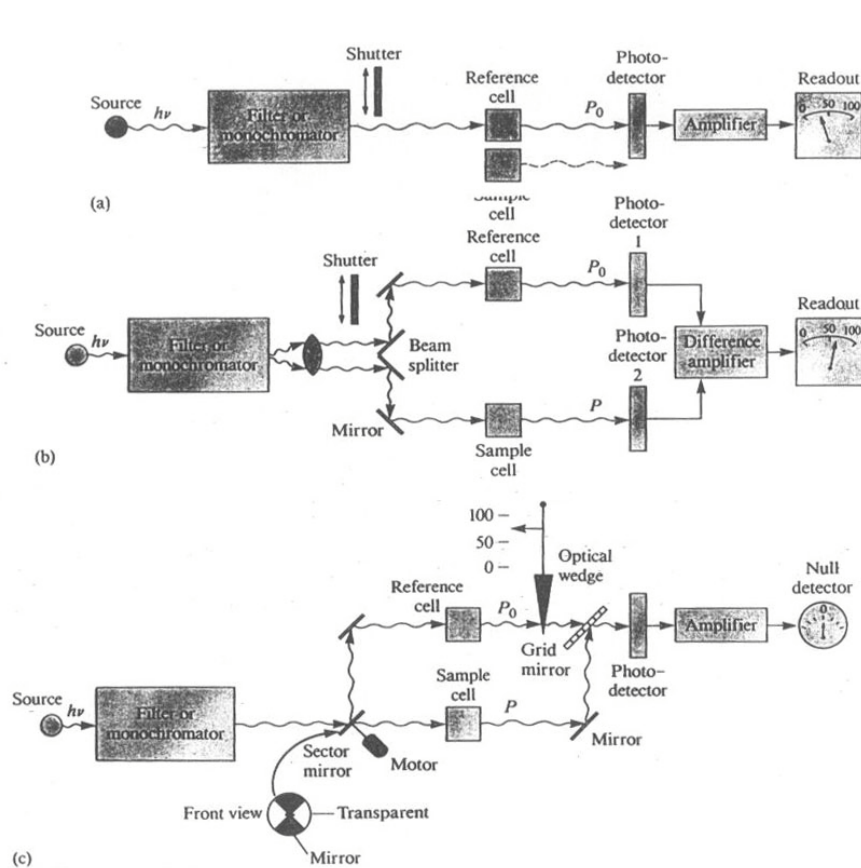 Shutter
Reference
cell
Photo-
detector
Readout
Source
hν
Filter or
monochromator
P0
Amplifier
0 50 100
Sample
cell
(a)
Reference
cell
Photo-
detector
1
Shutter
P0
Source
hν
Filter or
monochromator
Beam
splitter
Photo-
detector
2
Difference
amplifier
Readout
0 50 100
Mirror
P
Sample
cell
(b)
100
50
0
Optical
wedge
Null
detector
0
Reference
cell
P0
Grid
mirror
Amplifier
Photo-
detector
Source
hν
Filter or
monochromator
Sample
cell
P
Mirror
Sector
mirror
Motor
Front view
Transparent
Mirror
(c)